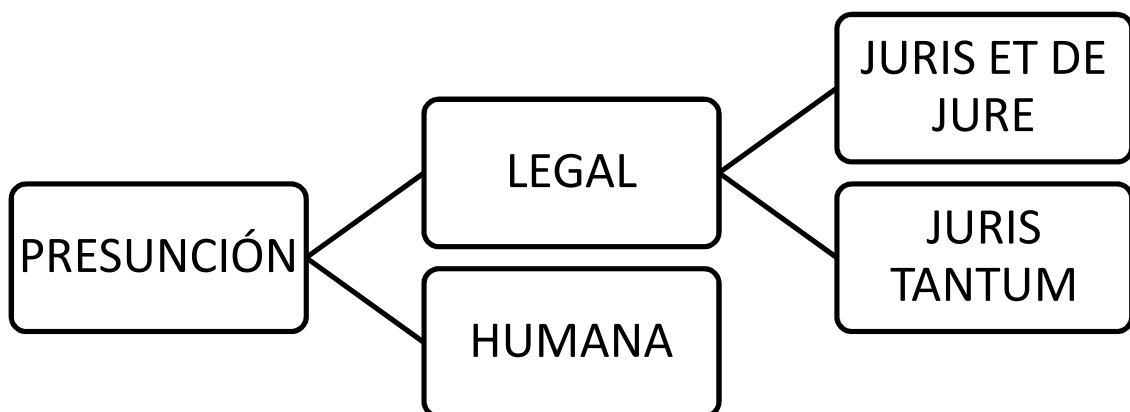 PRESUNCIÓN
LEGAL
HUMANA
JURIS ET DE
JURE
JURIS
TANTUM